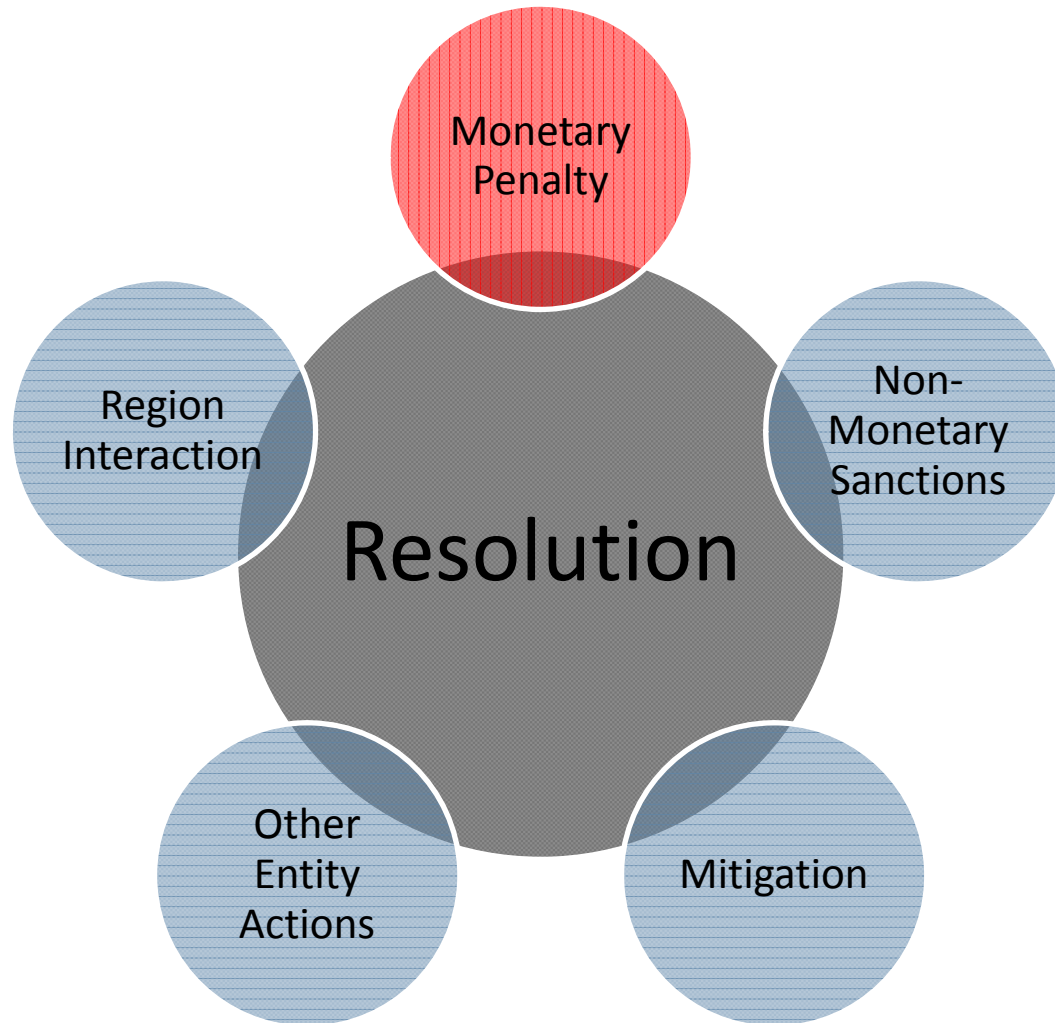 Monetary
Penalty
Region
Interaction
Non-
Monetary
Sanctions
Resolution
Other
Entity
Actions
Mitigation